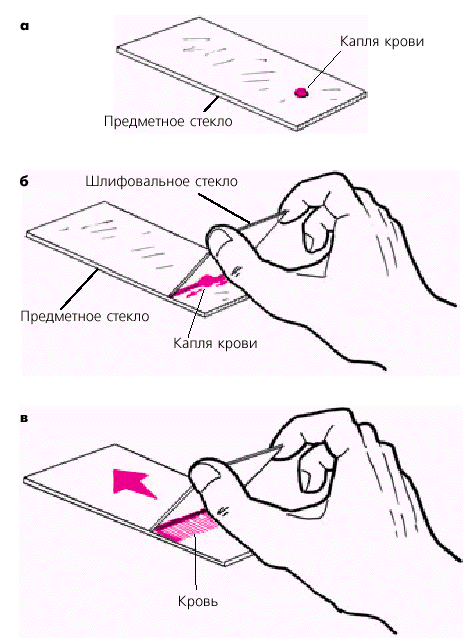 а
Капля крови
Предметное стекло
б
Шлифовальное стекло
Предметное стекло
Капля крови
в
Кровь